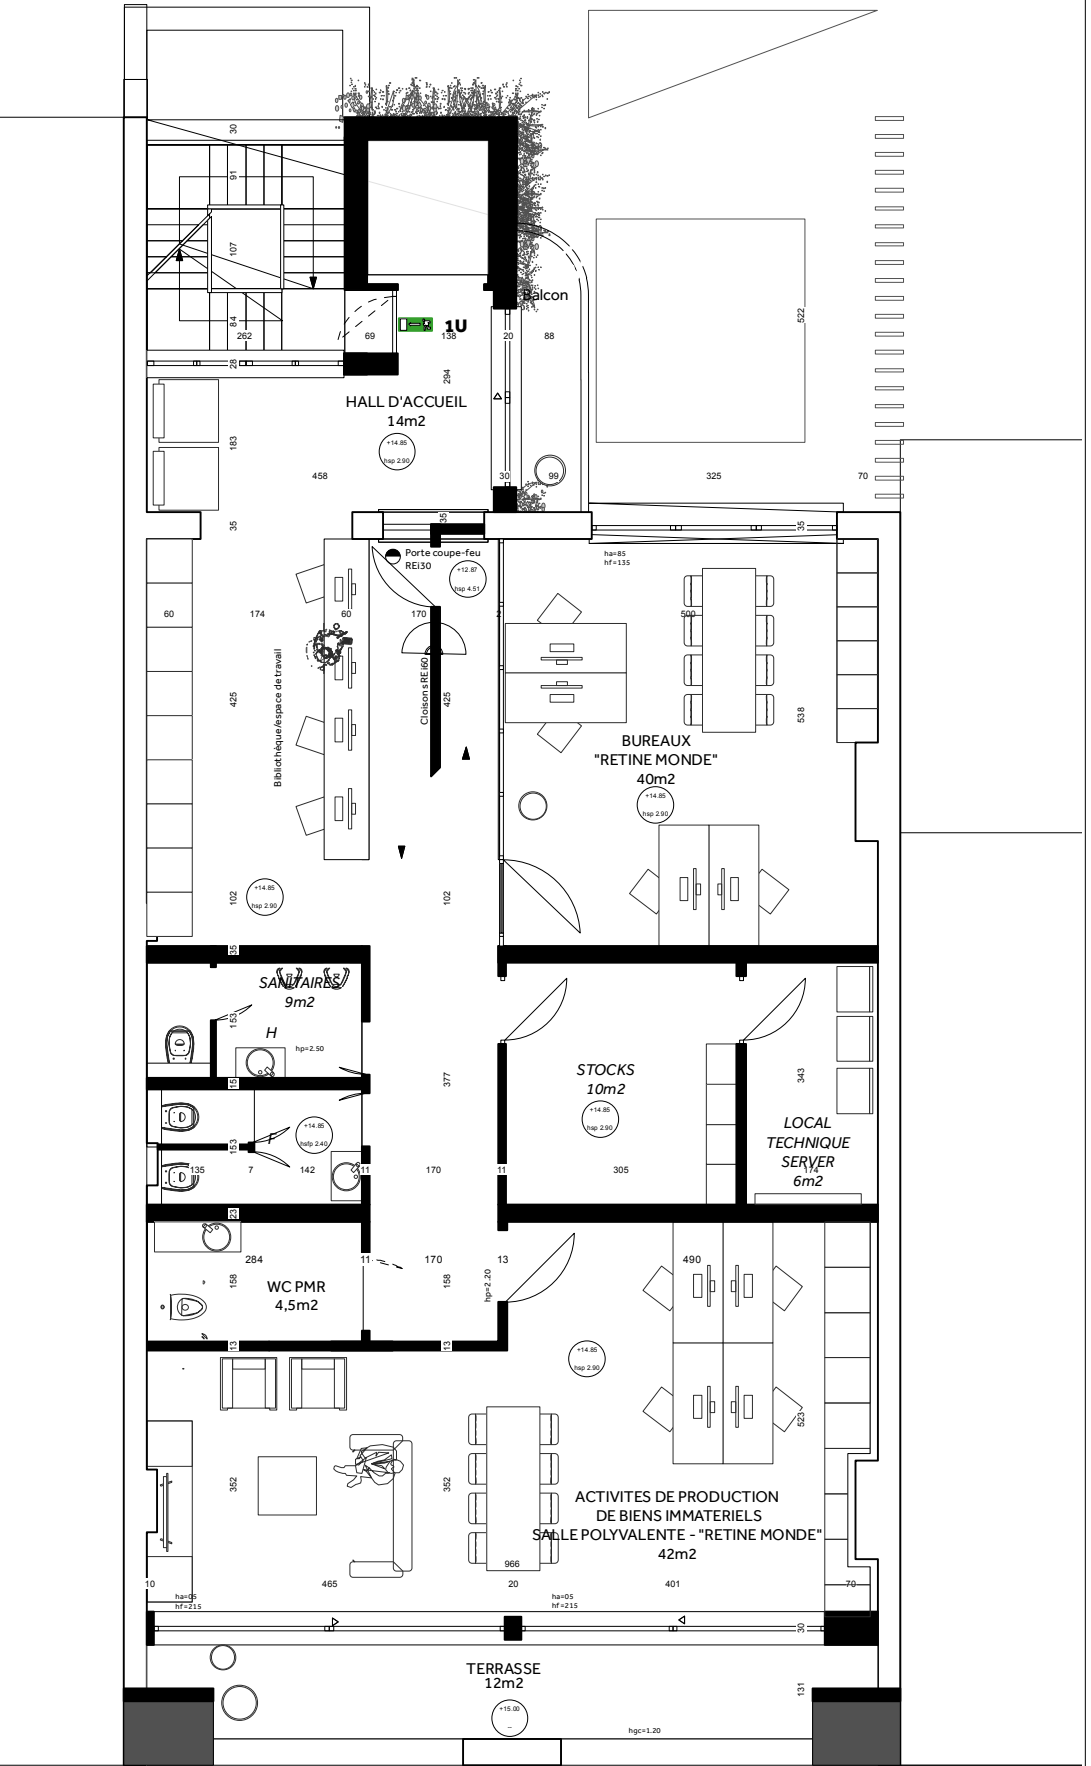 30
91
107
84
262
69
1U
138
20
88
Balcon
522
28
294
HALL D'ACCUEIL
14m2
+14.85
hsp 2.90
183
458
30
99
325
70
35
35
35
Porte coupe-feu
REi30
+12.87
hsp 4.51
ha=85
hf=135
60
174
60
170
2
500
Bibliothèque/espace de travail
Cloisons REi60
425
425
538
BUREAUX
"RETINE MONDE"
40m2
+14.85
hsp 2.90
+14.85
hsp 2.90
102
102
35
SANITAIRES
9m2
H
153
hp=2.50
15
377
STOCKS
10m2
+14.85
hsp 2.90
343
LOCAL
TECHNIQUE
SERVER
6m2
174
F
+14.85
hsfp 2.40
153
135
7
142
11
170
11
305
23
284
11
170
13
490
WC PMR
4,5m2
158
158
hp=2.20
13
13
+14.85
hsp 2.90
523
352
352
ACTIVITES DE PRODUCTION
DE BIENS IMMATERIELS
SALLE POLYVALENTE - "RETINE MONDE"
42m2
966
10
465
20
401
70
ha=05
hf=215
ha=05
hf=215
30
TERRASSE
12m2
131
+15.00
_
hgc=1.20